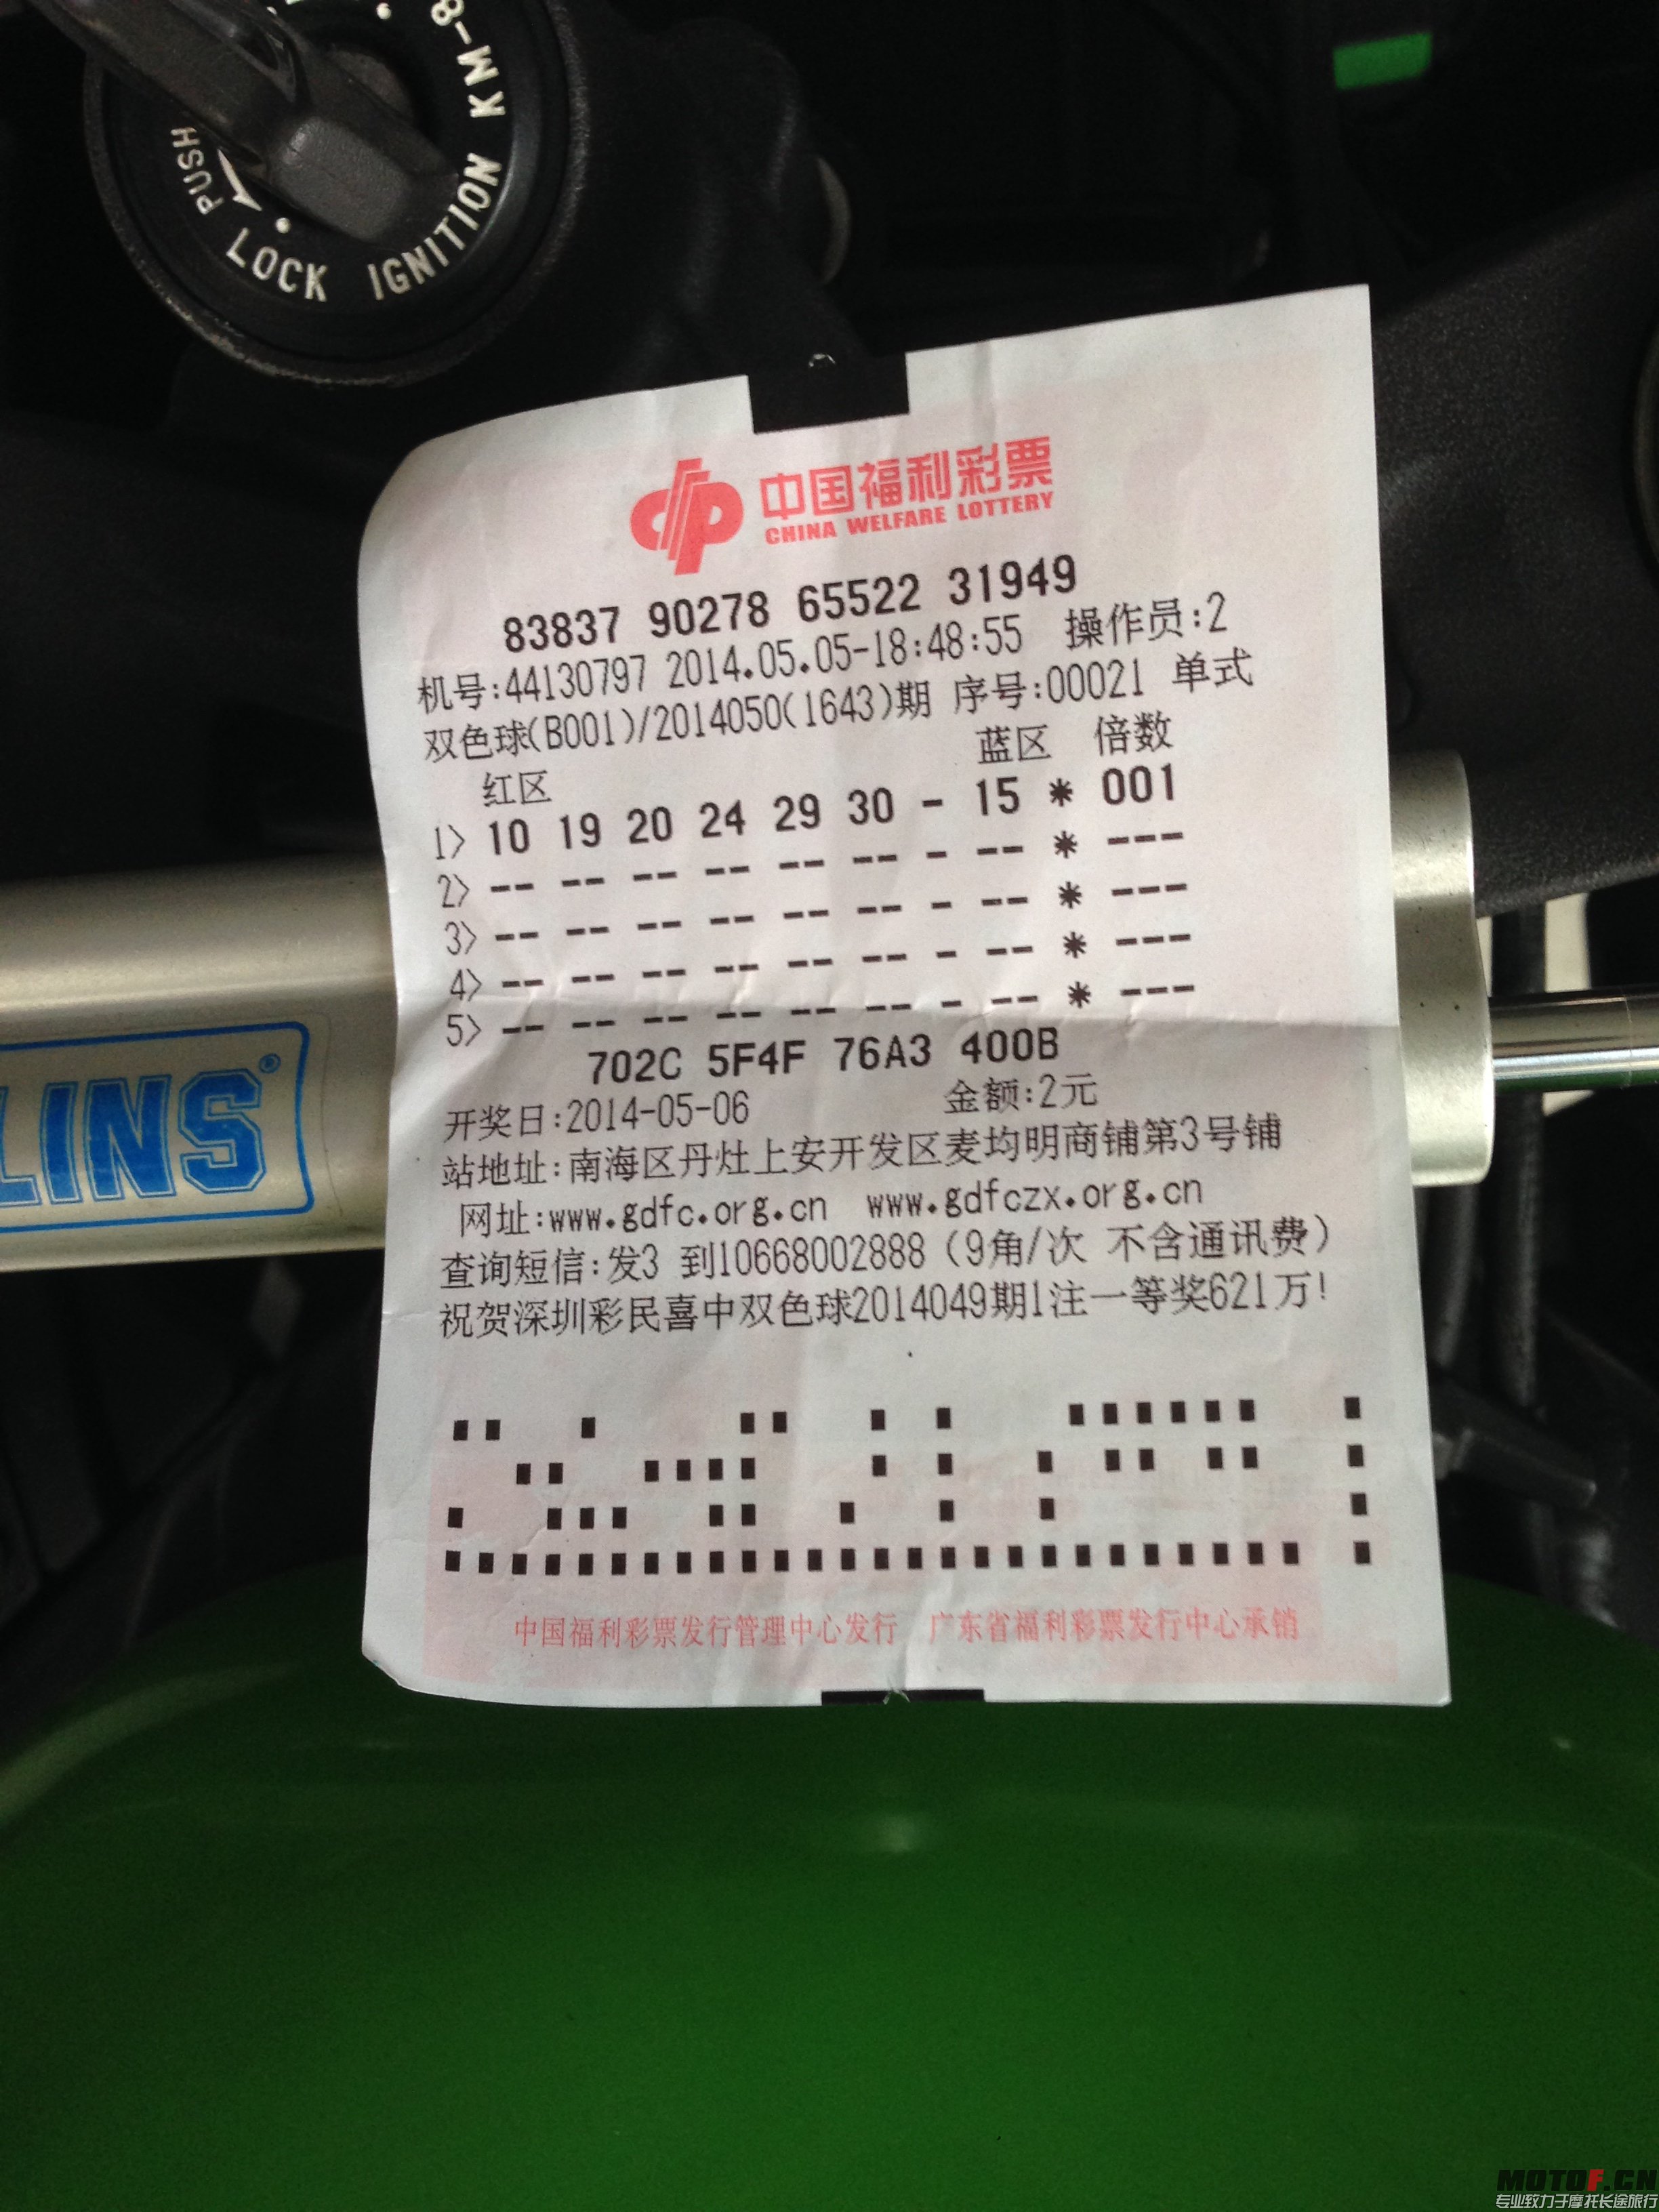 PUSH
LOCK IGNITION KM-8
中国福利彩票
CHINA WELFARE LOTTERY
83837 90278 65522 31949
机号:44130797 2014.05.05-18:48:55 操作员:2
双色球(B001)/2014050(1643)期 序号:00021 单式
红区 蓝区 倍数
1> 10 19 20 24 29 30 - 15 * 001
2> -- -- -- -- -- -- - -- * ---
3> -- -- -- -- -- -- - -- * ---
4> -- -- -- -- -- -- - -- * ---
5> -- -- -- -- -- -- - -- * ---
702C 5F4F 76A3 400B
开奖日:2014-05-06 金额:2元
站地址:南海区丹灶上安开发区麦均明商铺第3号铺
网址:www.gdfc.org.cn www.gdfczx.org.cn
查询短信:发3 到10668002888(9角/次 不含通讯费)
祝贺深圳彩民喜中双色球2014049期1注一等奖621万!
中国福利彩票发行管理中心发行 广东省福利彩票发行中心承销
LINS®
MOTOF.CN
专业致力于摩托长途旅行